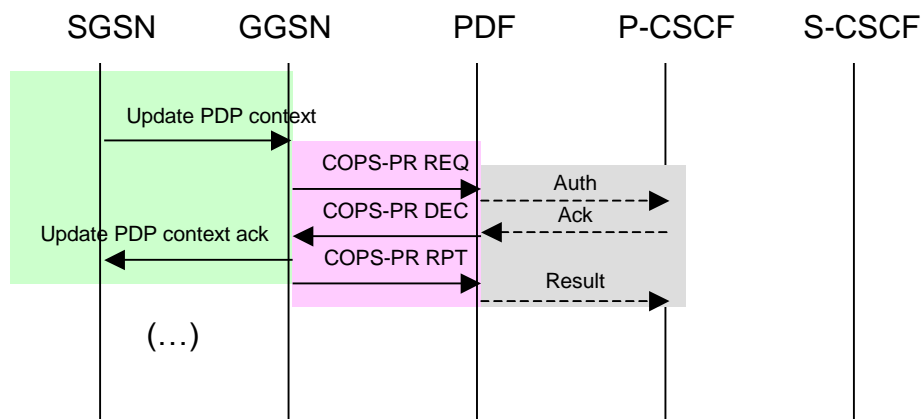 SGSN GGSN PDF P-CSCF S-CSCF
Update PDP context
COPS-PR REQ
Auth
COPS-PR DEC
Ack
Update PDP context ack
COPS-PR RPT
Result
(…)